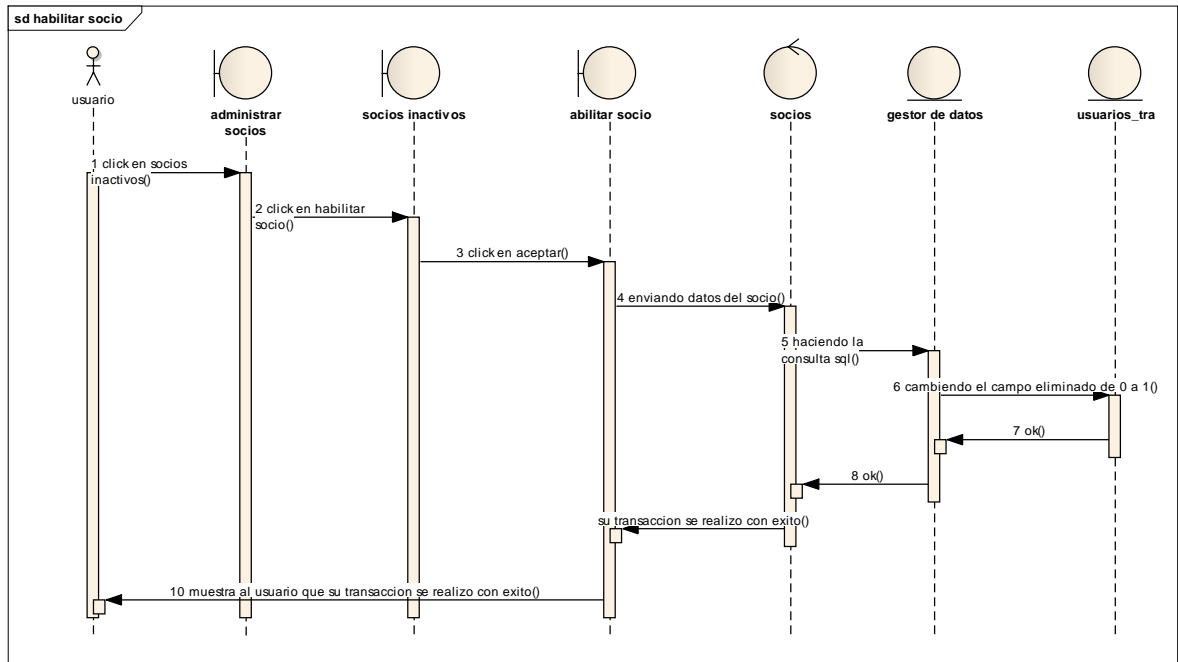 sd habilitar socio
usuario
administrar
socios
socios inactivos
abilitar socio
socios
gestor de datos
usuarios_tra
1 click en socios
inactivos()
2 click en habilitar
socio()
3 click en aceptar()
4 enviando datos del socio()
5 haciendo la
consulta sql()
6 cambiendo el campo eliminado de 0 a 1()
7 ok()
8 ok()
su transaccion se realizo con exito()
10 muestra al usuario que su transaccion se realizo con exito()